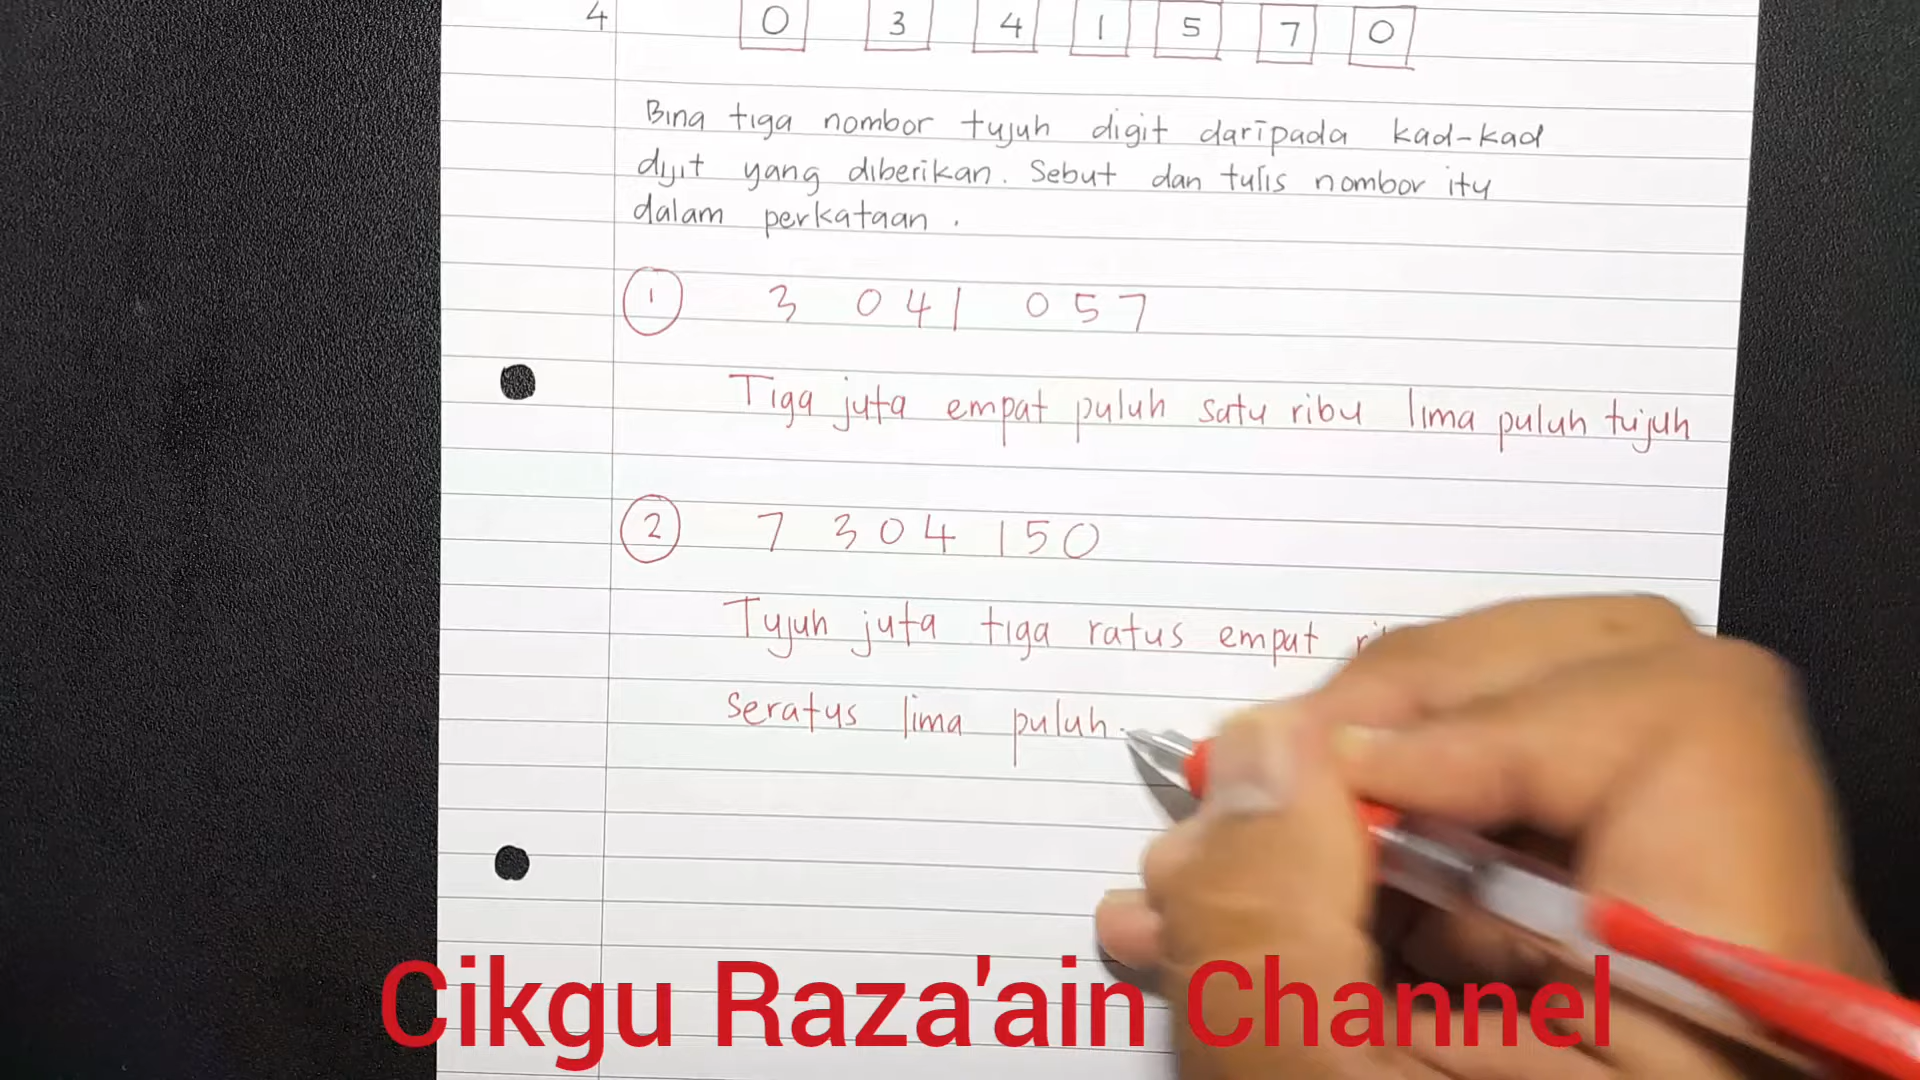 4 0 3 4 1 5 7 0
Bina tiga nombor tujuh digit daripada kad-kad
dijit yang diberikan. Sebut dan tulis nombor itu
dalam perkataan.
1 3 041 057
Tiga juta empat puluh satu ribu lima puluh tujuh
2 7 304 150
Tujuh juta tiga ratus empat
seratus lima puluh.
Cikgu Raza'ain Channel